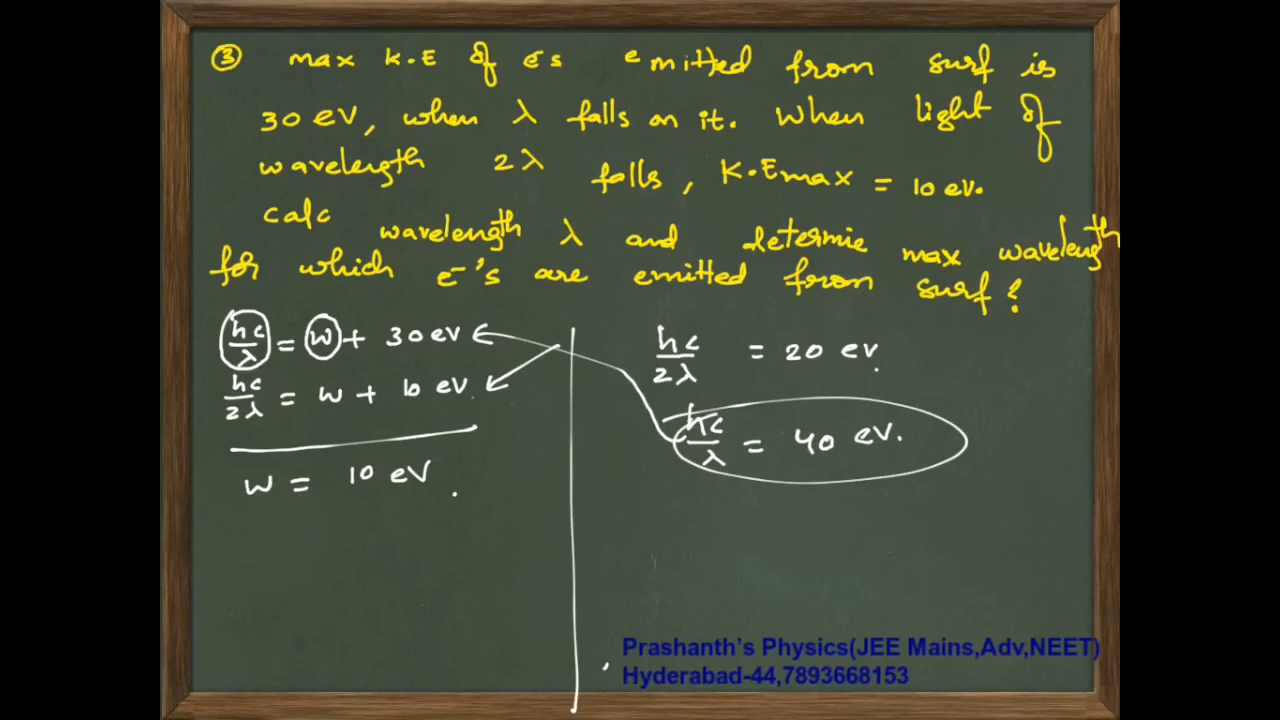 ③ max K.E of e̅s emitted from surf is
30 eV, when λ falls on it. When light of
wavelength 2λ falls, K.Emax = 10 ev.
calc wavelength λ and determie max wavelength
for which e⁻'s are emitted from surf?
hc/λ = W + 30 ev
hc/2λ = W + 10 eV.
W = 10 eV.
hc/2λ = 20 ev.
hc/λ = 40 ev.
Prashanth's Physics(JEE Mains,Adv,NEET)
Hyderabad-44,7893668153